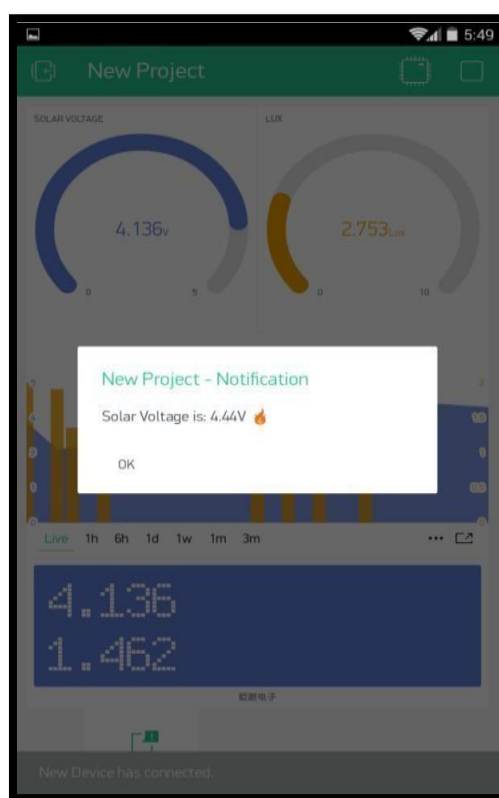 5:49
New Project
SOLAR VOLTAGE
LUX
4.136V
2.753Lux
0 5
0 10
New Project - Notification
Solar Voltage is: 4.44V 🔥
OK
Live 1h 6h 1d 1w 1m 3m
4.136
1.462
电子
New Device has connected.